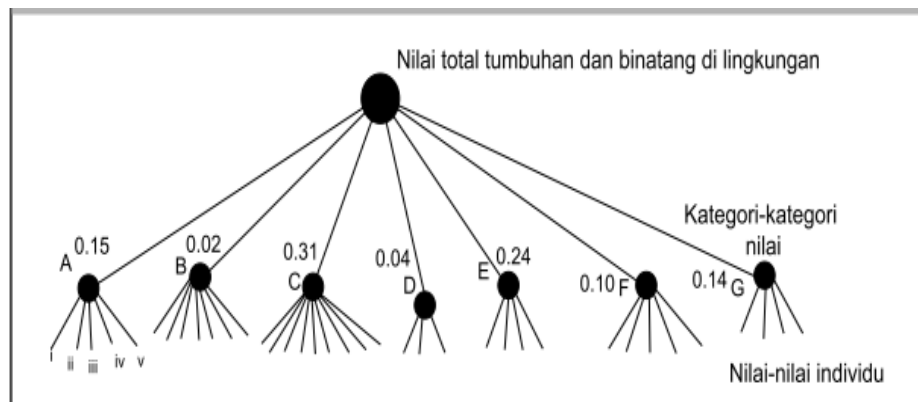 Nilai total tumbuhan dan binatang di lingkungan
Kategori-kategori
nilai
A 0.15
B 0.02
C 0.31
D 0.04
E 0.24
0.10 F
0.14 G
i ii iii iv v
Nilai-nilai individu